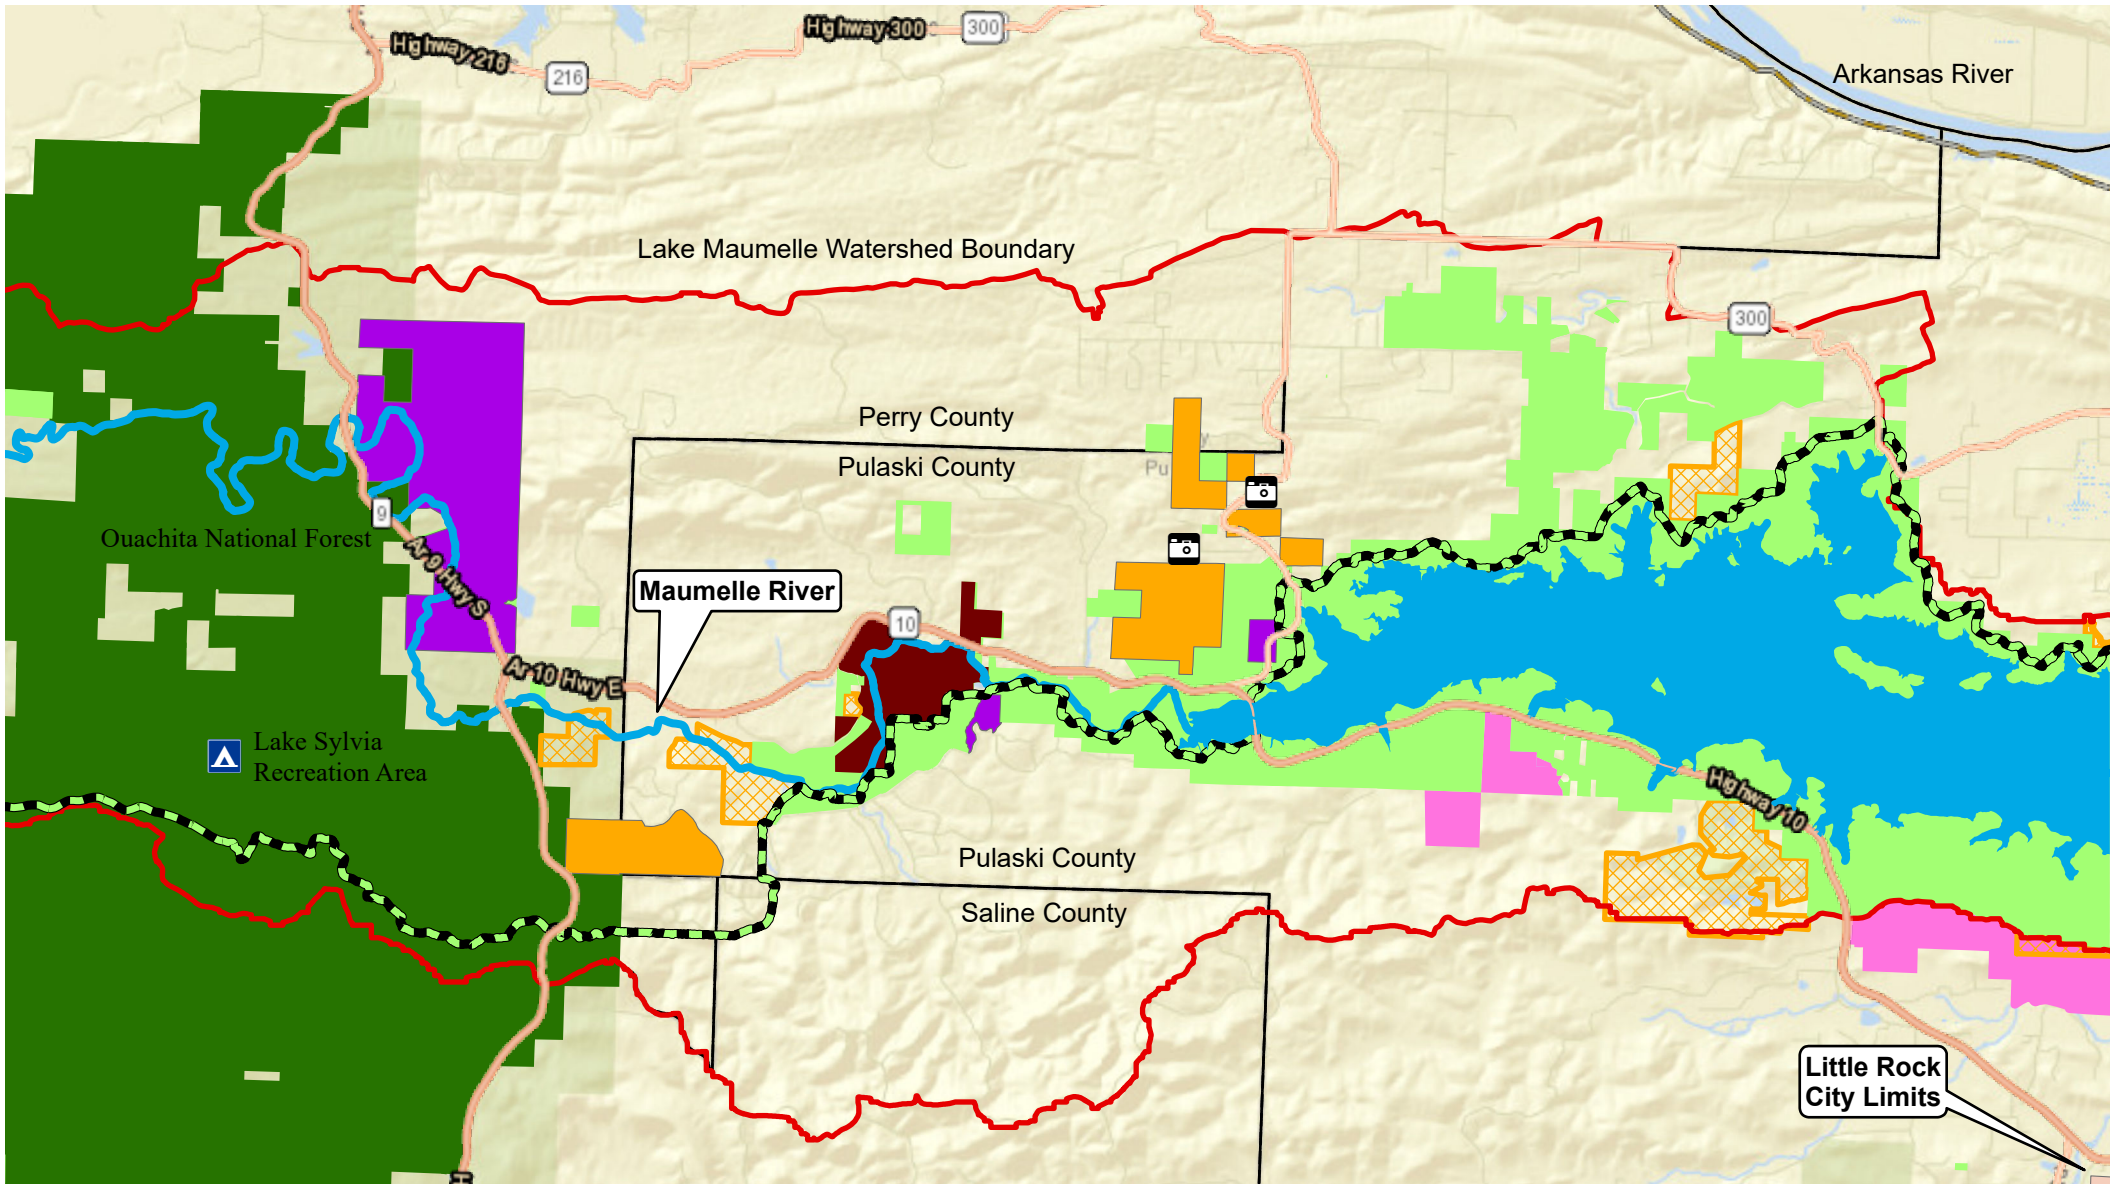 Highway 300
300
Highway 216
216
Arkansas River
Lake Maumelle Watershed Boundary
300
Perry County
Pulaski County
Pu
y
9
Ouachita National Forest
Ar 9 Hwy S
Maumelle River
10
Ar 10 Hwy E
Lake Sylvia
Recreation Area
Highway 10
Pulaski County
Saline County
Little Rock
City Limits
H